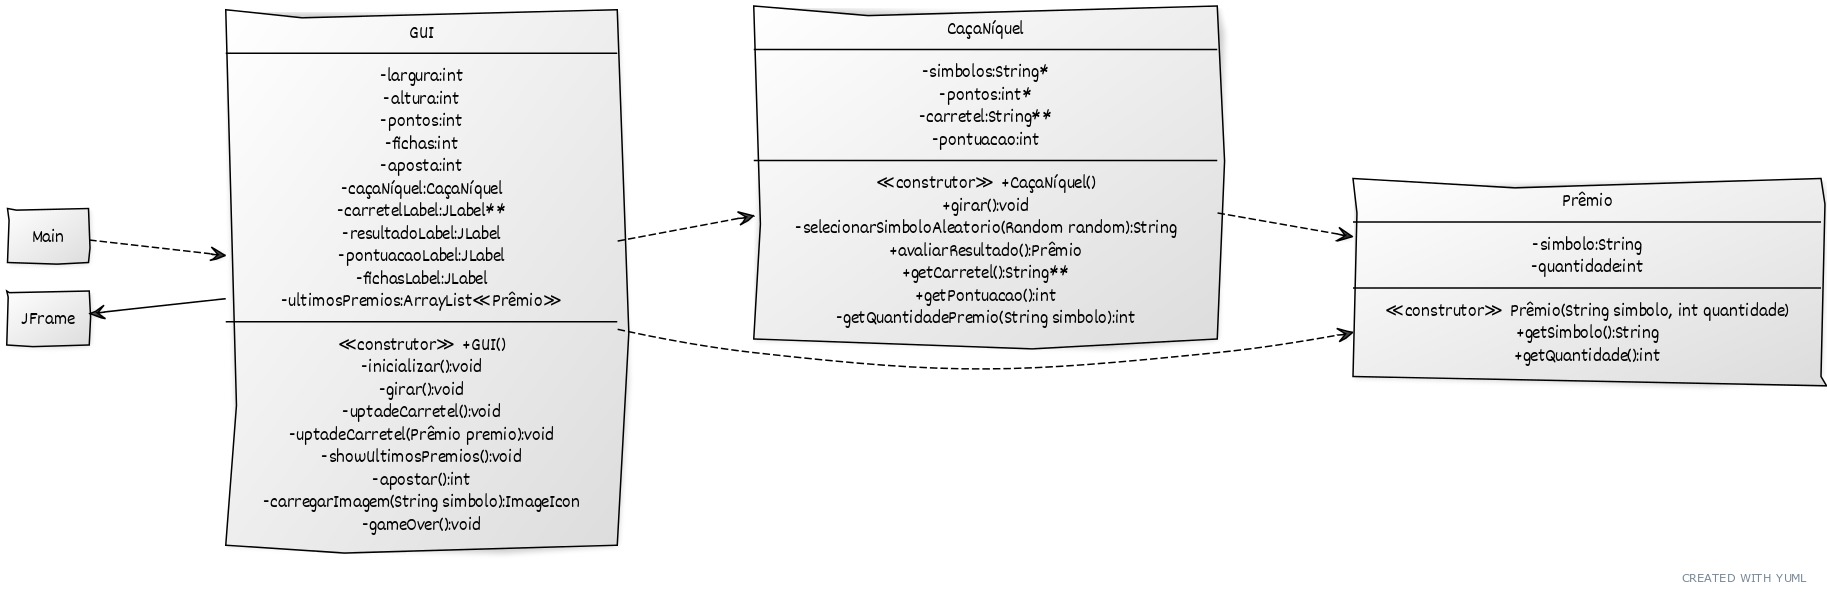 Main
JFrame
GUI
-largura:int
-altura:int
-pontos:int
-fichas:int
-aposta:int
-caçaNíquel:CaçaNíquel
-carretelLabel:JLabel**
-resultadoLabel:JLabel
-pontuacaoLabel:JLabel
-fichasLabel:JLabel
-ultimosPremios:ArrayList≪Prêmio≫
≪construtor≫ +GUI()
-inicializar():void
-girar():void
-uptadeCarretel():void
-uptadeCarretel(Prêmio premio):void
-showUltimosPremios():void
-apostar():int
-carregarImagem(String simbolo):ImageIcon
-gameOver():void
CaçaNíquel
-simbolos:String*
-pontos:int*
-carretel:String**
-pontuacao:int
≪construtor≫ +CaçaNíquel()
+girar():void
-selecionarSimboloAleatorio(Random random):String
+avaliarResultado():Prêmio
+getCarretel():String**
+getPontuacao():int
-getQuantidadePremio(String simbolo):int
Prêmio
-simbolo:String
-quantidade:int
≪construtor≫ Prêmio(String simbolo, int quantidade)
+getSimbolo():String
+getQuantidade():int
CREATED WITH YUML